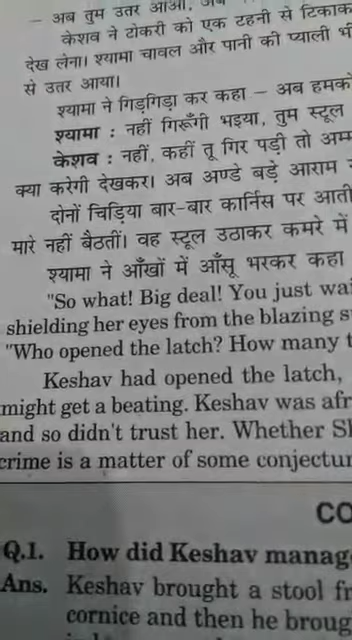 – अब तुम उतर आओ, अब
केशव ने टोकरी को एक टहनी से टिकाक
देख लेना। श्यामा चावल और पानी की प्याली भी
से उतर आया।
श्यामा ने गिड़गिड़ा कर कहा – अब हमको
श्यामा : नहीं गिरूँगी भइया, तुम स्टूल
केशव : नहीं, कहीं तू गिर पड़ी तो अम्म
क्या करेगी देखकर। अब अण्डे बड़े आराम
दोनों चिड़िया बार-बार कार्निस पर आती
मारे नहीं बैठतीं। वह स्टूल उठाकर कमरे में
श्यामा ने आँखों में आँसू भरकर कहा
"So what! Big deal! You just wai
shielding her eyes from the blazing s
"Who opened the latch? How many t
Keshav had opened the latch,
might get a beating. Keshav was afr
and so didn't trust her. Whether Sh
crime is a matter of some conjectur
CO
Q.1. How did Keshav manag
Ans. Keshav brought a stool fr
cornice and then he broug